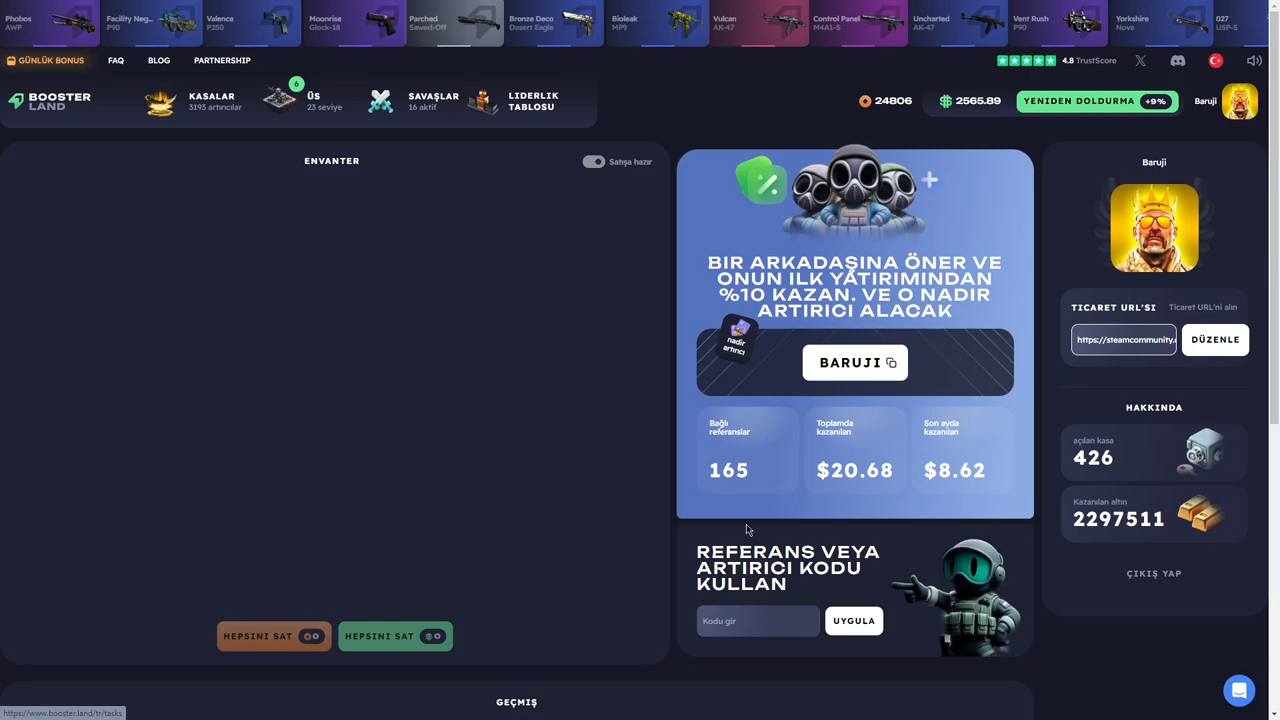 Phobos
AWP
Facility Neg...
P90
Valence
P250
Moonrise
Glock-18
Parched
Sawed-Off
Bronze Deco
Desert Eagle
Bioleak
MP9
Vulcan
AK-47
Control Panel
M4A1-S
Uncharted
AK-47
Vent Rush
P90
Yorkshire
Nova
027
USP-S
GÜNLÜK BONUS
FAQ
BLOG
PARTNERSHIP
4.8 TrustScore
BOOSTER
LAND
KASALAR
3193 artırıcılar
6
ÜS
23 seviye
SAVAŞLAR
16 aktif
LIDERLIK
TABLOSU
24806
2565.89
YENIDEN DOLDURMA +9%
Baruji
ENVANTER
Satışa hazır
BIR ARKADAŞINA ÖNER VE
ONUN ILK YATIRIMINDAN
%10 KAZAN. VE O NADIR
ARTIRICI ALACAK
nadir
artırıcı
BARUJI
Bağlı
referanslar
165
Toplamda
kazanılan
$20.68
Son ayda
kazanılan
$8.62
REFERANS VEYA
ARTIRICI KODU
KULLAN
Kodu gir
UYGULA
Baruji
TICARET URL'SI
Ticaret URL'ni alın
https://steamcommunity.c
DÜZENLE
HAKKINDA
açılan kasa
426
Kazanılan altın
2297511
ÇIKIŞ YAP
HEPSINI SAT 0
HEPSINI SAT 0
GEÇMIŞ
https://www.booster.land/tr/tasks